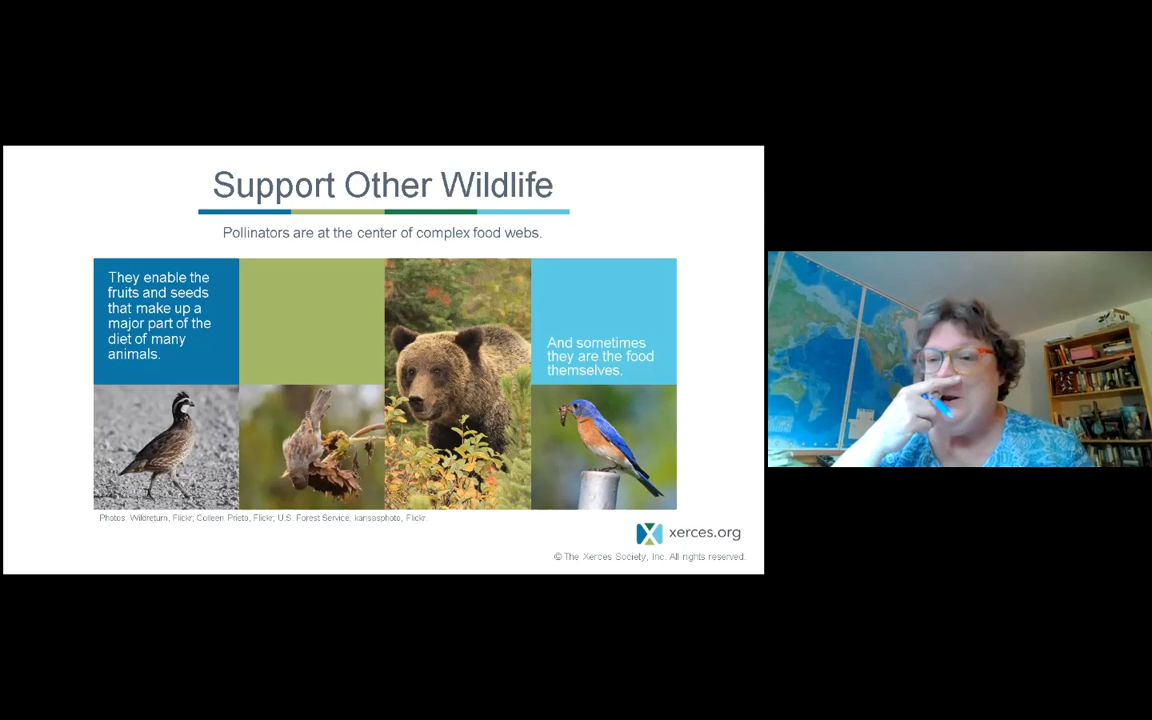 Support Other Wildlife
Pollinators are at the center of complex food webs.
They enable the
fruits and seeds
that make up a
major part of the
diet of many
animals.
And sometimes
they are the food
themselves.
Photos: Wildreturn, Flickr; Colleen Prieto, Flickr; U.S. Forest Service, kansasphoto, Flickr.
xerces.org
© The Xerces Society, Inc. All rights reserved.